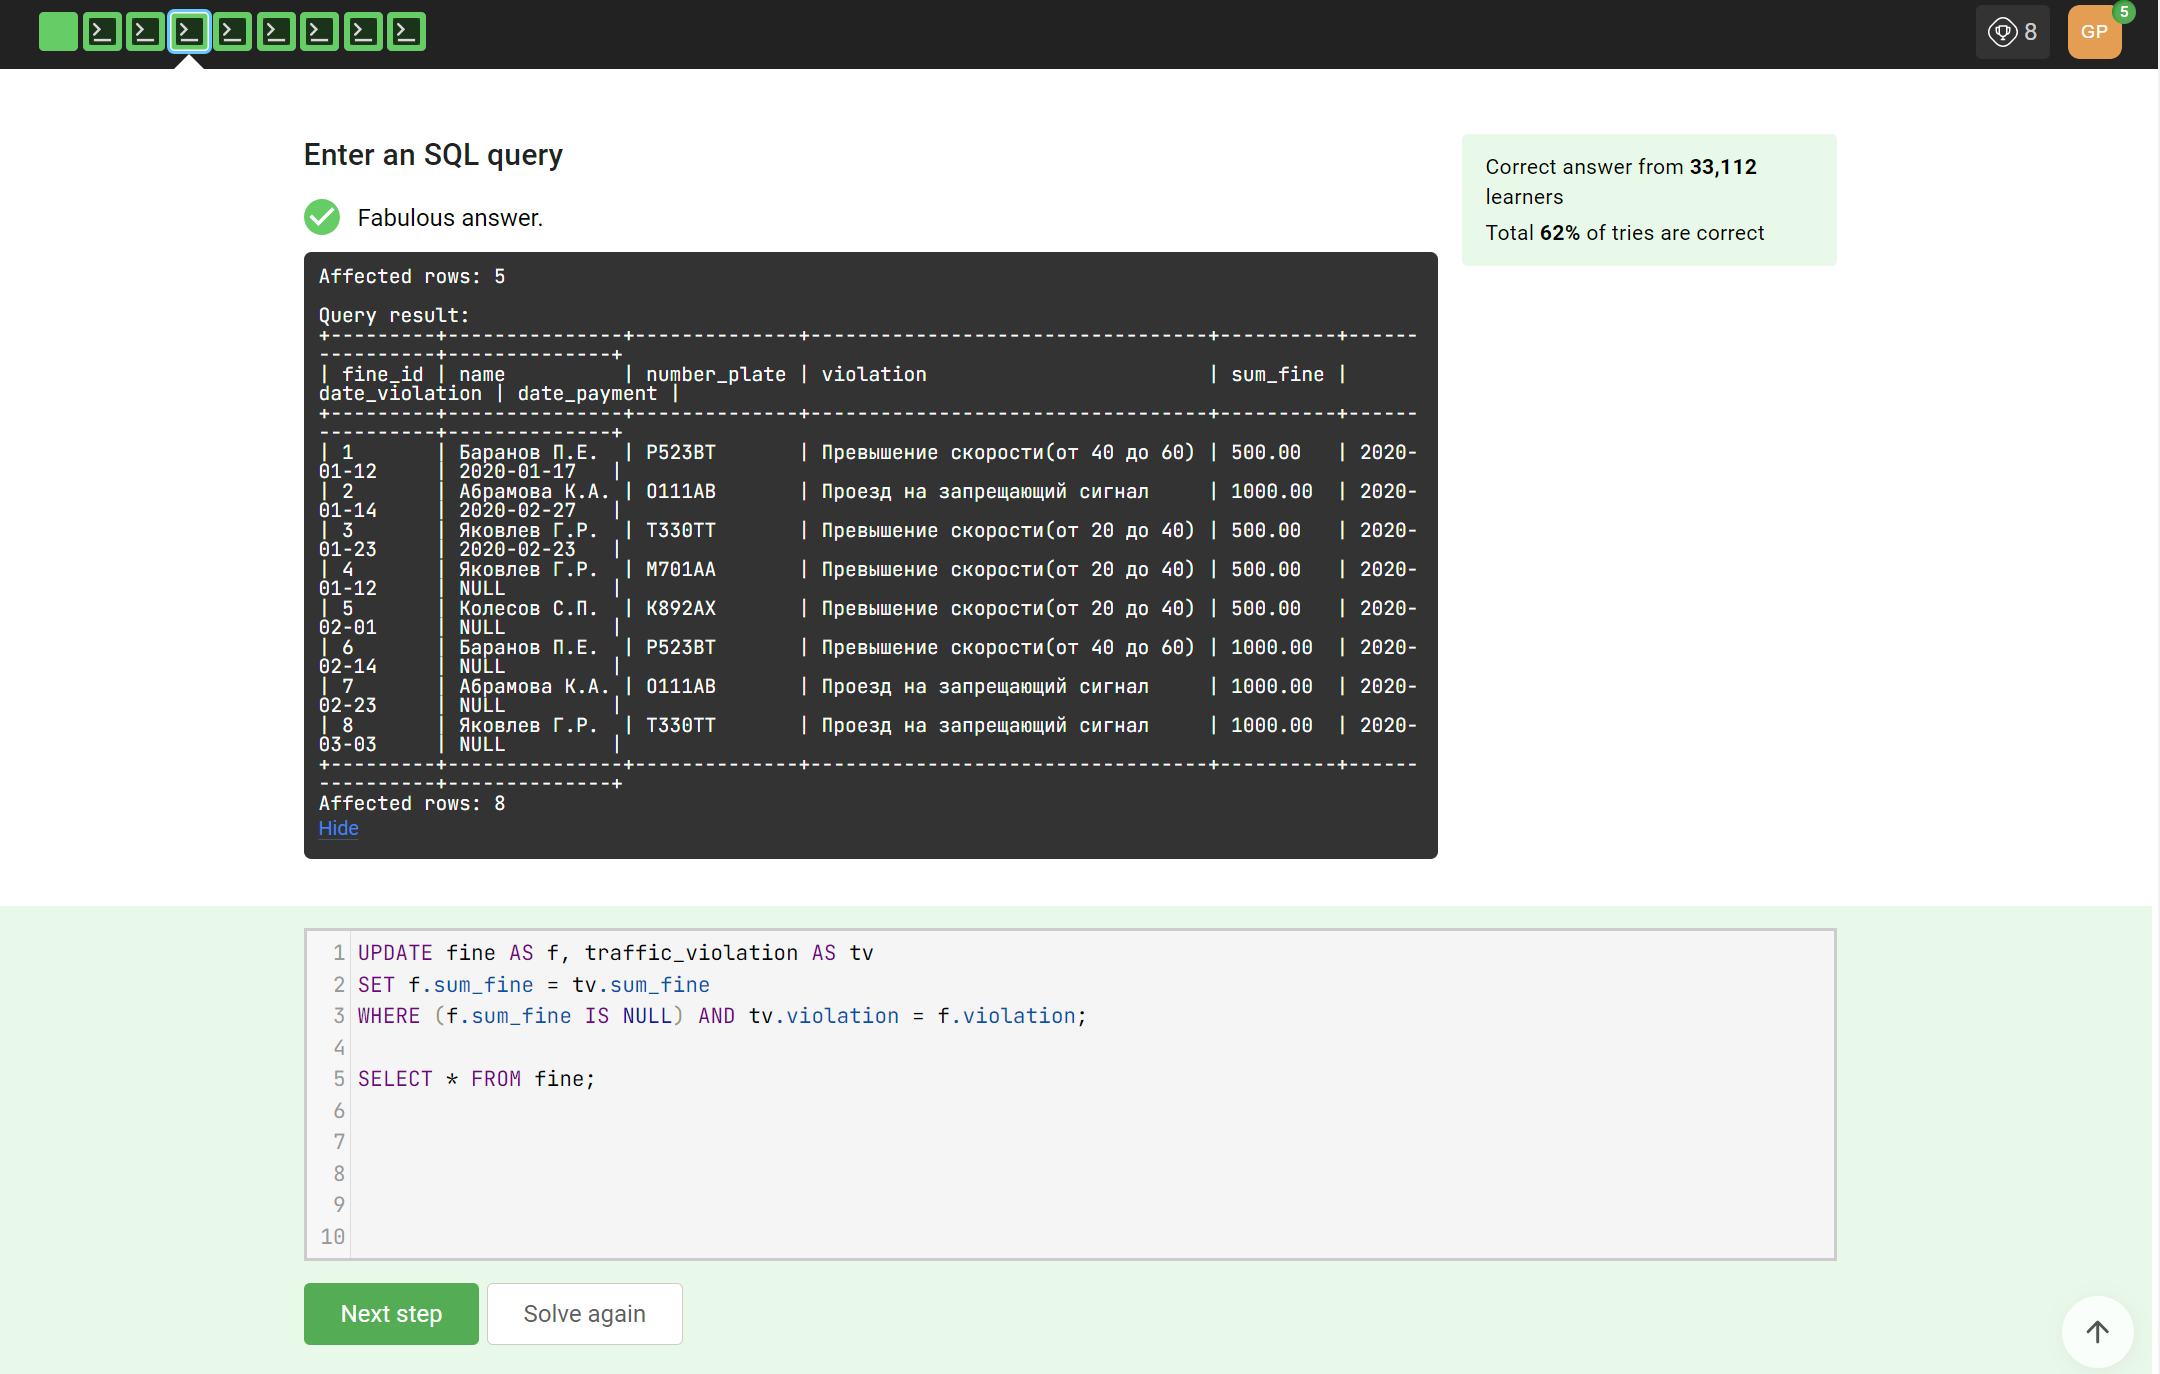 8
GP
5
Enter an SQL query
Fabulous answer.
Correct answer from 33,112
learners
Total 62% of tries are correct
Affected rows: 5
Query result:
+---------+---------------+--------------+----------------------------------+----------+------
----------+--------------+
| fine_id | name          | number_plate | violation                        | sum_fine |
date_violation | date_payment |
+---------+---------------+--------------+----------------------------------+----------+------
----------+--------------+
| 1       | Баранов П.Е.  | Р523ВТ       | Превышение скорости(от 40 до 60) | 500.00   | 2020-
01-12     | 2020-01-17   |
| 2       | Абрамова К.А. | О111АВ       | Проезд на запрещающий сигнал     | 1000.00  | 2020-
01-14     | 2020-02-27   |
| 3       | Яковлев Г.Р.  | Т330ТТ       | Превышение скорости(от 20 до 40) | 500.00   | 2020-
01-23     | 2020-02-23   |
| 4       | Яковлев Г.Р.  | М701АА       | Превышение скорости(от 20 до 40) | 500.00   | 2020-
01-12     | NULL         |
| 5       | Колесов С.П.  | К892АХ       | Превышение скорости(от 20 до 40) | 500.00   | 2020-
02-01     | NULL         |
| 6       | Баранов П.Е.  | Р523ВТ       | Превышение скорости(от 40 до 60) | 1000.00  | 2020-
02-14     | NULL         |
| 7       | Абрамова К.А. | О111АВ       | Проезд на запрещающий сигнал     | 1000.00  | 2020-
02-23     | NULL         |
| 8       | Яковлев Г.Р.  | Т330ТТ       | Проезд на запрещающий сигнал     | 1000.00  | 2020-
03-03     | NULL         |
+---------+---------------+--------------+----------------------------------+----------+------
----------+--------------+
Affected rows: 8
Hide
1 UPDATE fine AS f, traffic_violation AS tv
2 SET f.sum_fine = tv.sum_fine
3 WHERE (f.sum_fine IS NULL) AND tv.violation = f.violation;
4
5 SELECT * FROM fine;
6
7
8
9
10
Next step
Solve again